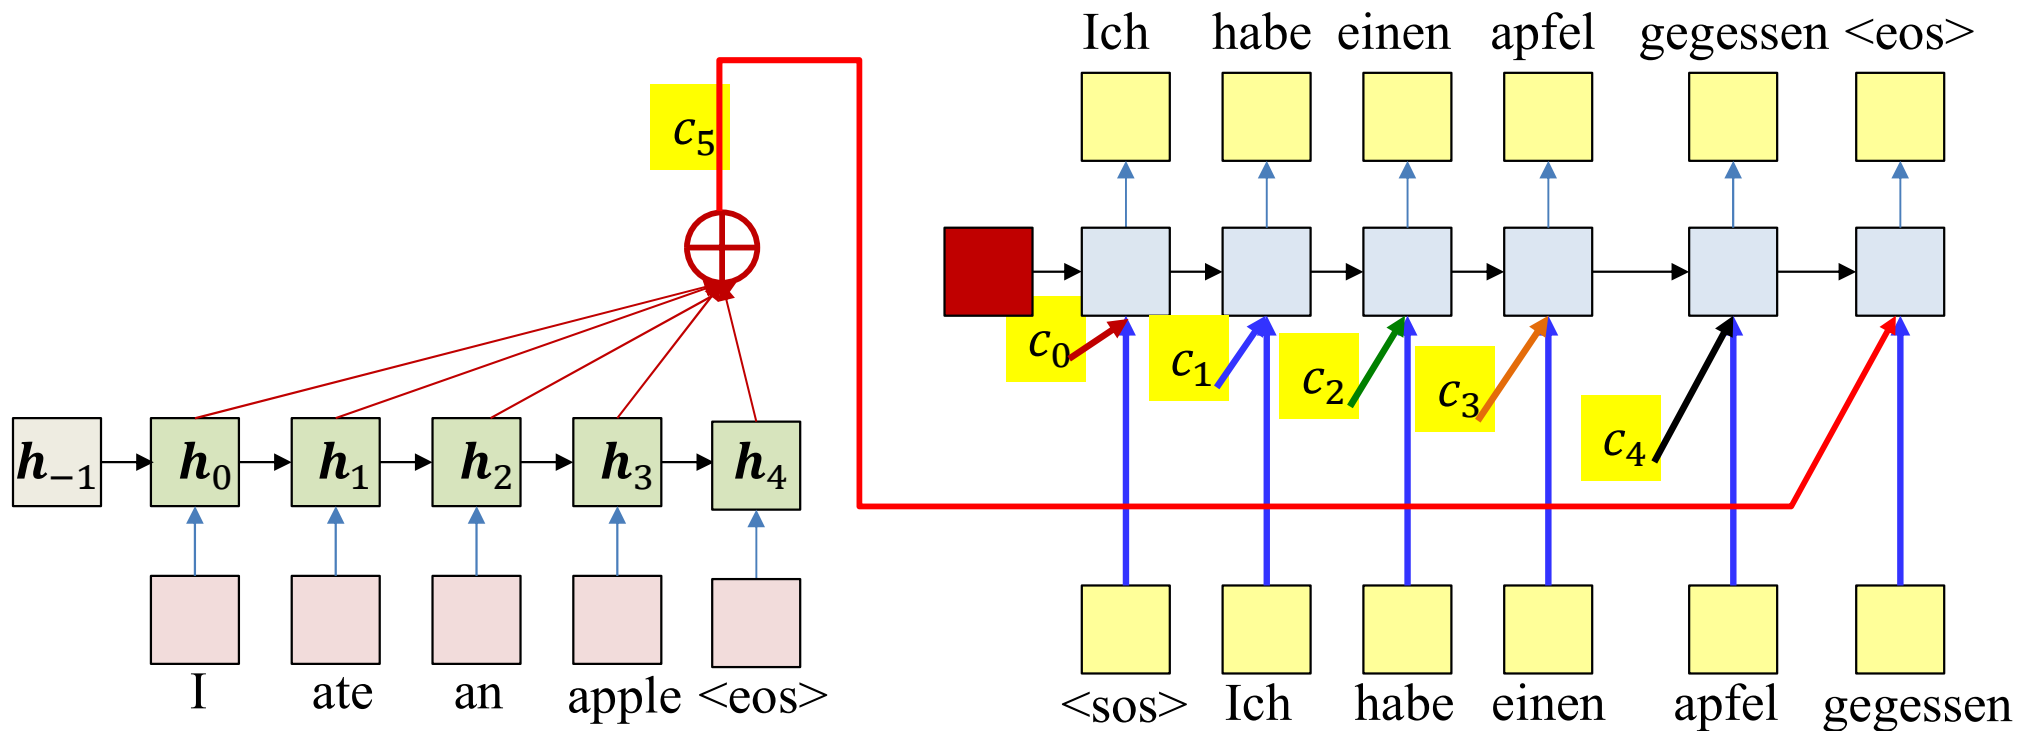 Ich habe einen apfel gegessen <eos>
c₅
c₀
c₁
c₂
c₃
c₄
h₋₁ h₀ h₁ h₂ h₃ h₄
I ate an apple <eos>
<sos> Ich habe einen apfel gegessen